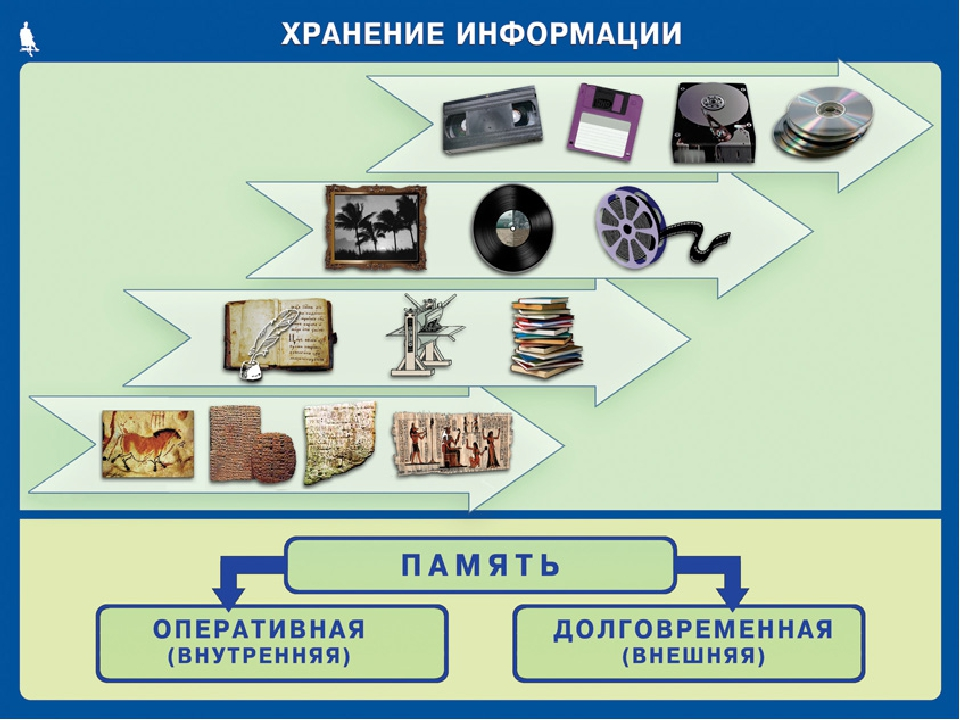 ХРАНЕНИЕ ИНФОРМАЦИИ
ПАМЯТЬ
ОПЕРАТИВНАЯ
(ВНУТРЕННЯЯ)
ДОЛГОВРЕМЕННАЯ
(ВНЕШНЯЯ)